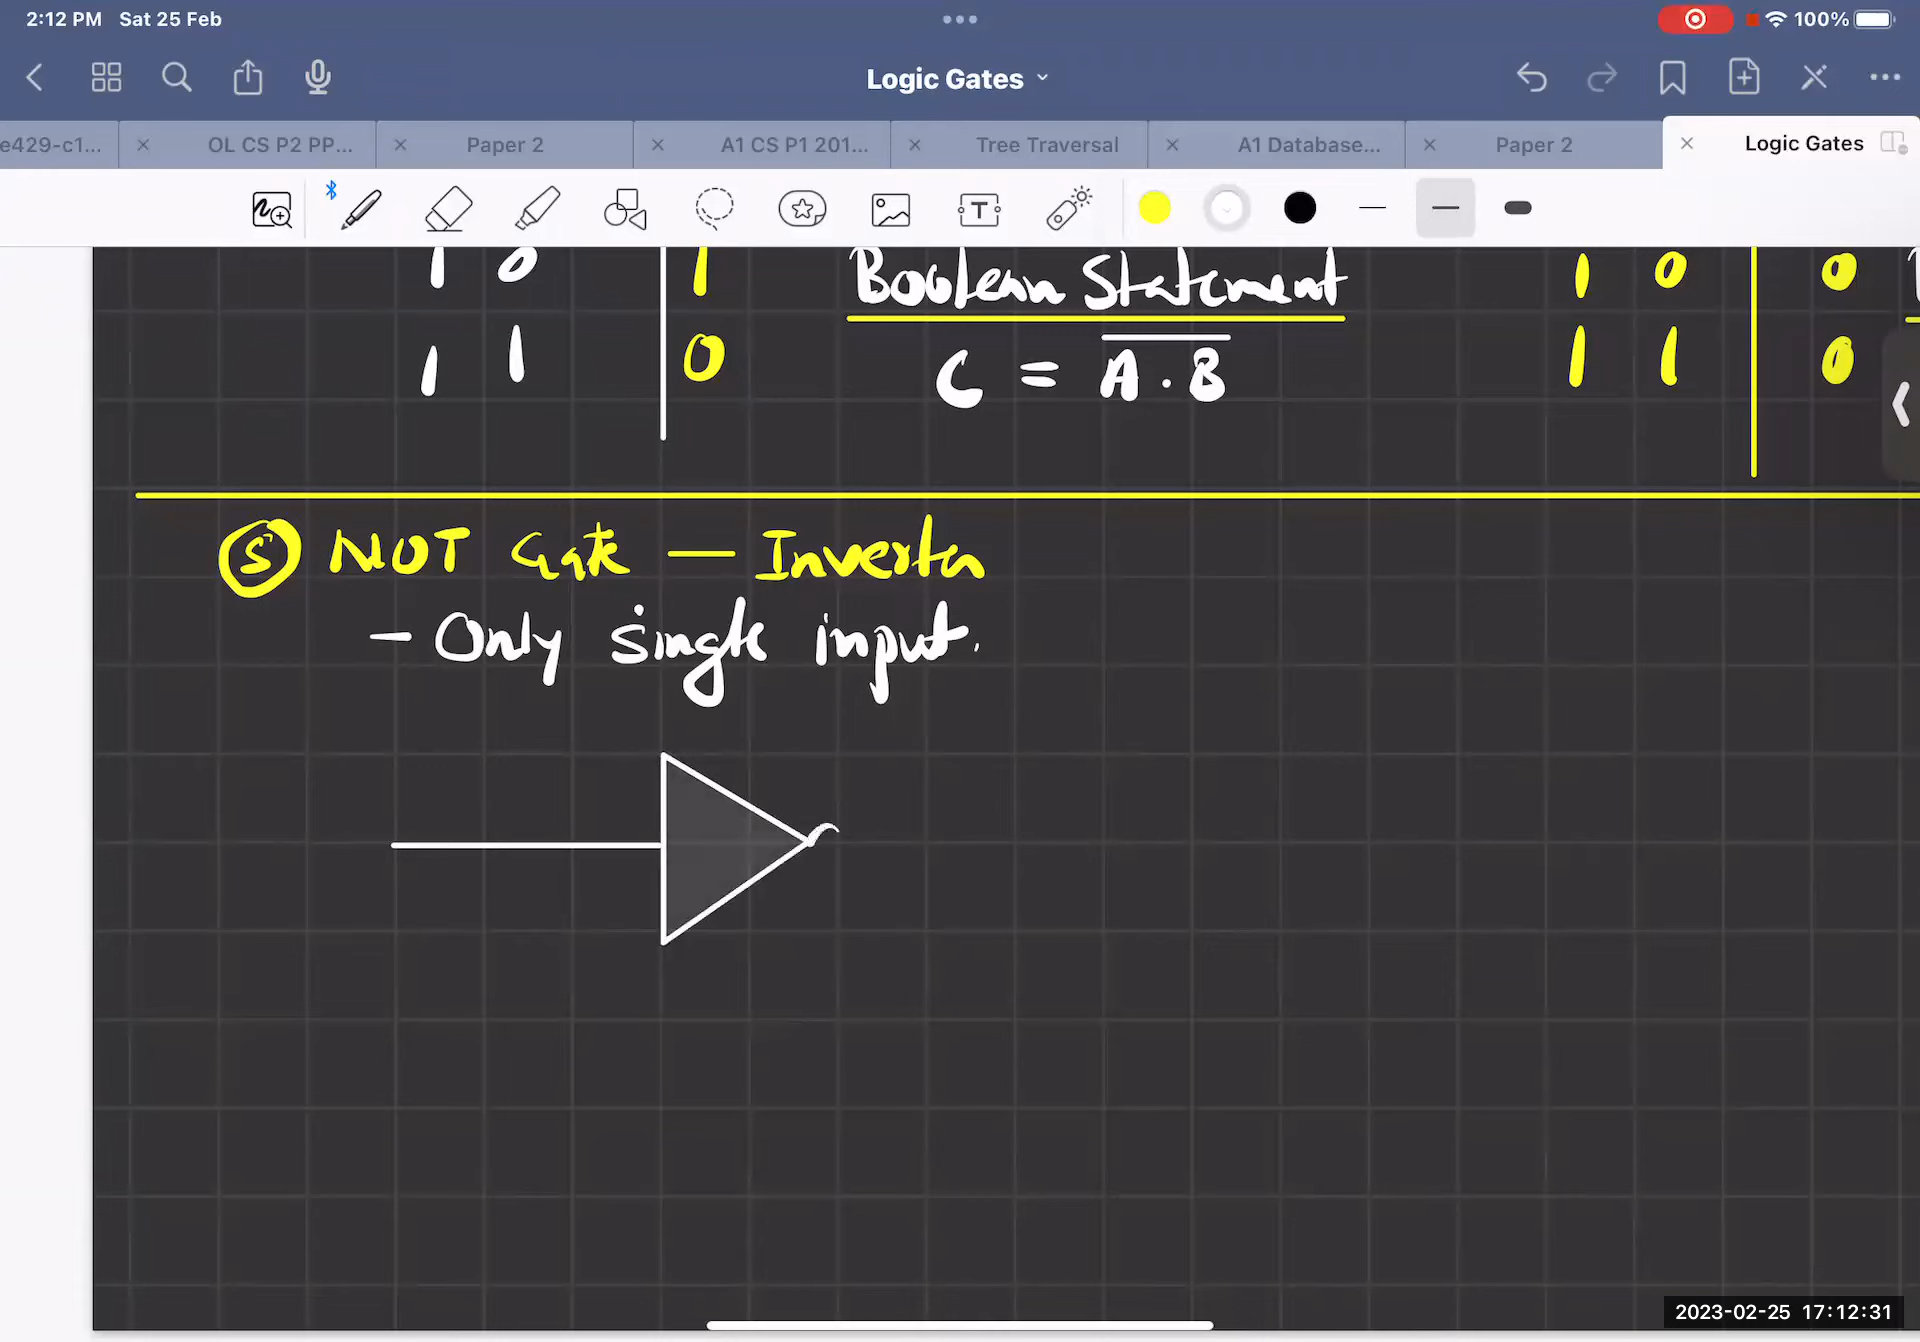 2:12 PM Sat 25 Feb
100%
Logic Gates
e429-c1...
OL CS P2 PP...
Paper 2
A1 CS P1 201...
Tree Traversal
A1 Database...
Paper 2
Logic Gates
T
1 0 1
Boolean Statement
1 0 0
1 1 0
C = \overline{A . B}
1 1 0
5 NOT Gate — Inverter
- Only single input.
2023-02-25 17:12:31